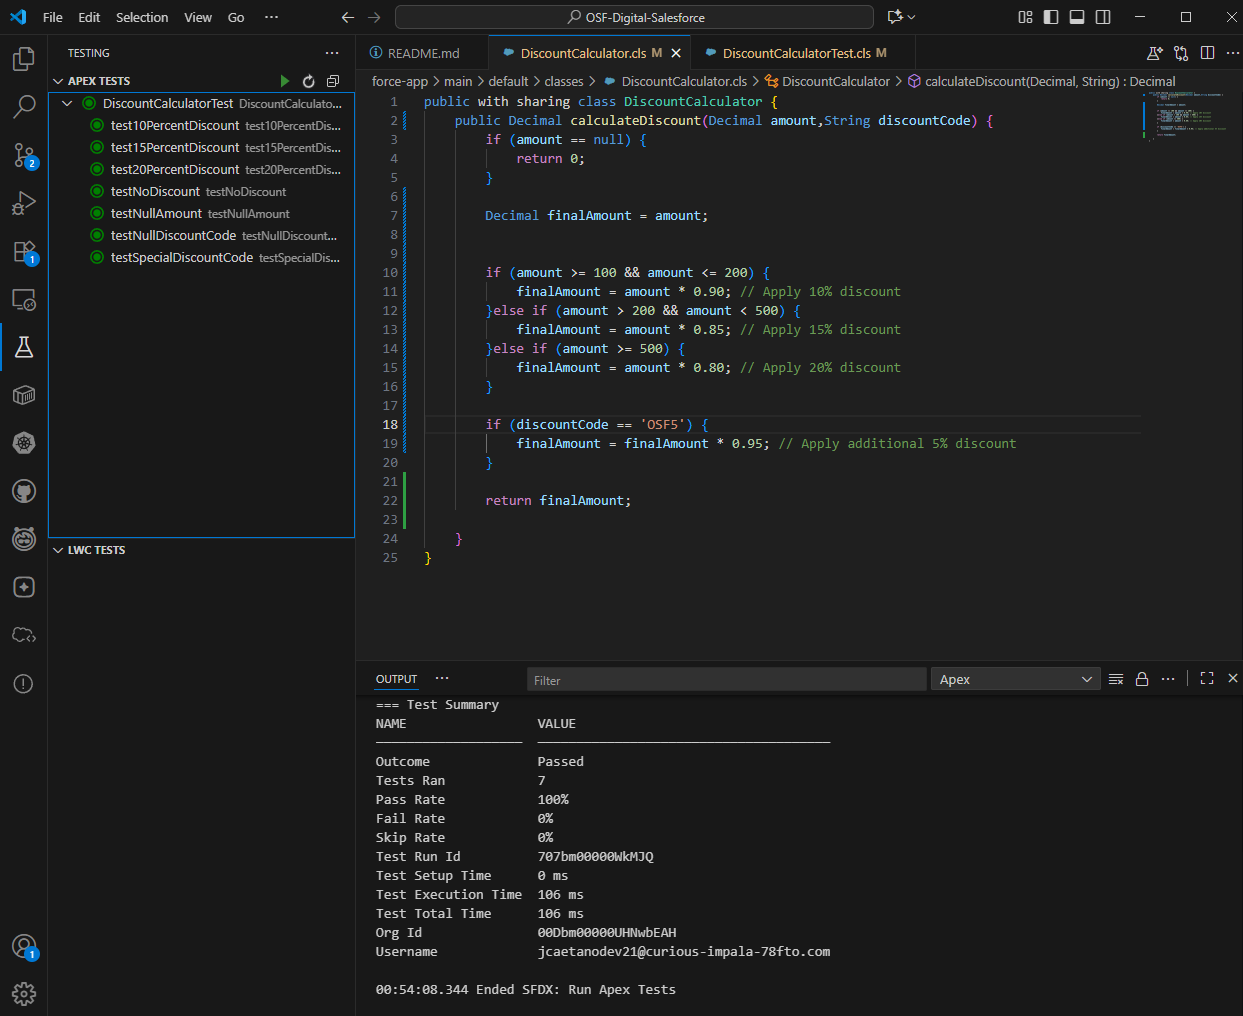 File Edit Selection View Go ··· OSF-Digital-Salesforce
TESTING
APEX TESTS
DiscountCalculatorTest DiscountCalculato...
test10PercentDiscount test10PercentDis...
test15PercentDiscount test15PercentDis...
test20PercentDiscount test20PercentDis...
testNoDiscount testNoDiscount
testNullAmount testNullAmount
testNullDiscountCode testNullDiscount...
testSpecialDiscountCode testSpecialDis...
LWC TESTS
2
1
1
README.md DiscountCalculator.cls M DiscountCalculatorTest.cls M
force-app > main > default > classes > DiscountCalculator.cls > DiscountCalculator > calculateDiscount(Decimal, String) : Decimal
1 public with sharing class DiscountCalculator {
2 public Decimal calculateDiscount(Decimal amount,String discountCode) {
3 if (amount == null) {
4 return 0;
5 }
6
7 Decimal finalAmount = amount;
8
9
10 if (amount >= 100 && amount <= 200) {
11 finalAmount = amount * 0.90; // Apply 10% discount
12 }else if (amount > 200 && amount < 500) {
13 finalAmount = amount * 0.85; // Apply 15% discount
14 }else if (amount >= 500) {
15 finalAmount = amount * 0.80; // Apply 20% discount
16 }
17
18 if (discountCode == 'OSF5') {
19 finalAmount = finalAmount * 0.95; // Apply additional 5% discount
20 }
21
22 return finalAmount;
23
24 }
25 }
OUTPUT ··· Filter Apex
=== Test Summary
NAME VALUE
Outcome Passed
Tests Ran 7
Pass Rate 100%
Fail Rate 0%
Skip Rate 0%
Test Run Id 707bm00000WkMJQ
Test Setup Time 0 ms
Test Execution Time 106 ms
Test Total Time 106 ms
Org Id 00Dbm00000UHNwbEAH
Username jcaetanodev21@curious-impala-78fto.com
00:54:08.344 Ended SFDX: Run Apex Tests